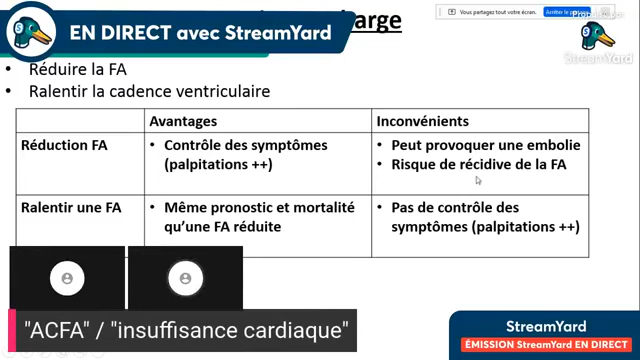 EN DIRECT avec StreamYard
arge
Vous partagez tout votre écran.
Arrêter le partage
StreamYard
• Réduire la FA
• Ralentir la cadence ventriculaire
Avantages
Inconvénients
Réduction FA
• Contrôle des symptômes
(palpitations ++)
• Peut provoquer une embolie
• Risque de récidive de la FA
Ralentir une FA
• Même pronostic et mortalité
qu'une FA réduite
• Pas de contrôle des
symptômes (palpitations ++)
"ACFA" / "insuffisance cardiaque"
StreamYard
ÉMISSION StreamYard EN DIRECT